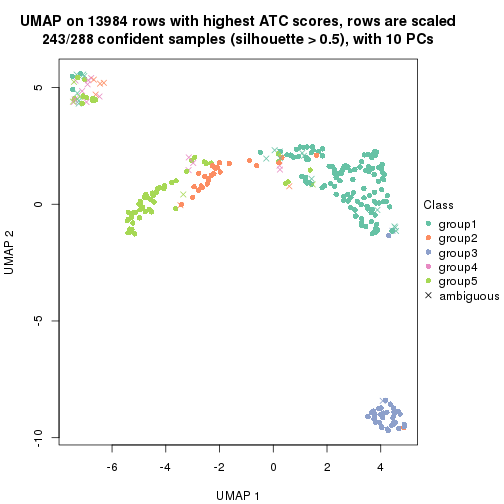 UMAP on 13984 rows with highest ATC scores, rows are scaled
243/288 confident samples (silhouette > 0.5), with 10 PCs
5
0
-5
-10
UMAP 2
-6
-4
-2
0
2
4
UMAP 1
Class
group1
group2
group3
group4
group5
ambiguous